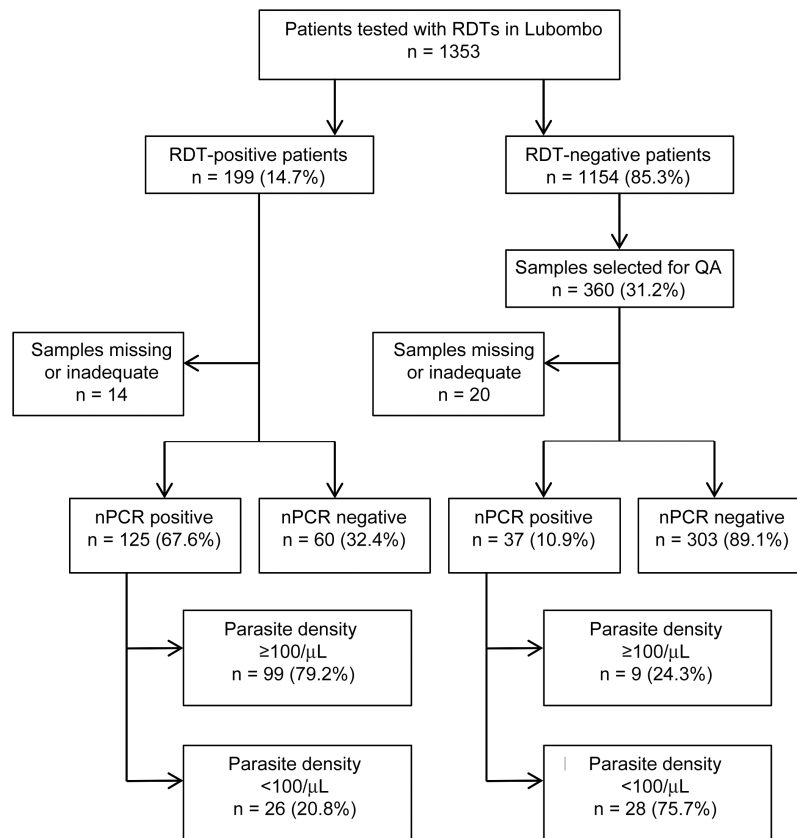 Patients tested with RDTs in Lubombo
n = 1353
RDT-positive patients
n = 199 (14.7%)
RDT-negative patients
n = 1154 (85.3%)
Samples selected for QA
n = 360 (31.2%)
Samples missing
or inadequate
n = 14
Samples missing
or inadequate
n = 20
nPCR positive
n = 125 (67.6%)
nPCR negative
n = 60 (32.4%)
nPCR positive
n = 37 (10.9%)
nPCR negative
n = 303 (89.1%)
Parasite density
≥100/μL
n = 99 (79.2%)
Parasite density
≥100/μL
n = 9 (24.3%)
Parasite density
<100/μL
n = 26 (20.8%)
Parasite density
<100/μL
n = 28 (75.7%)